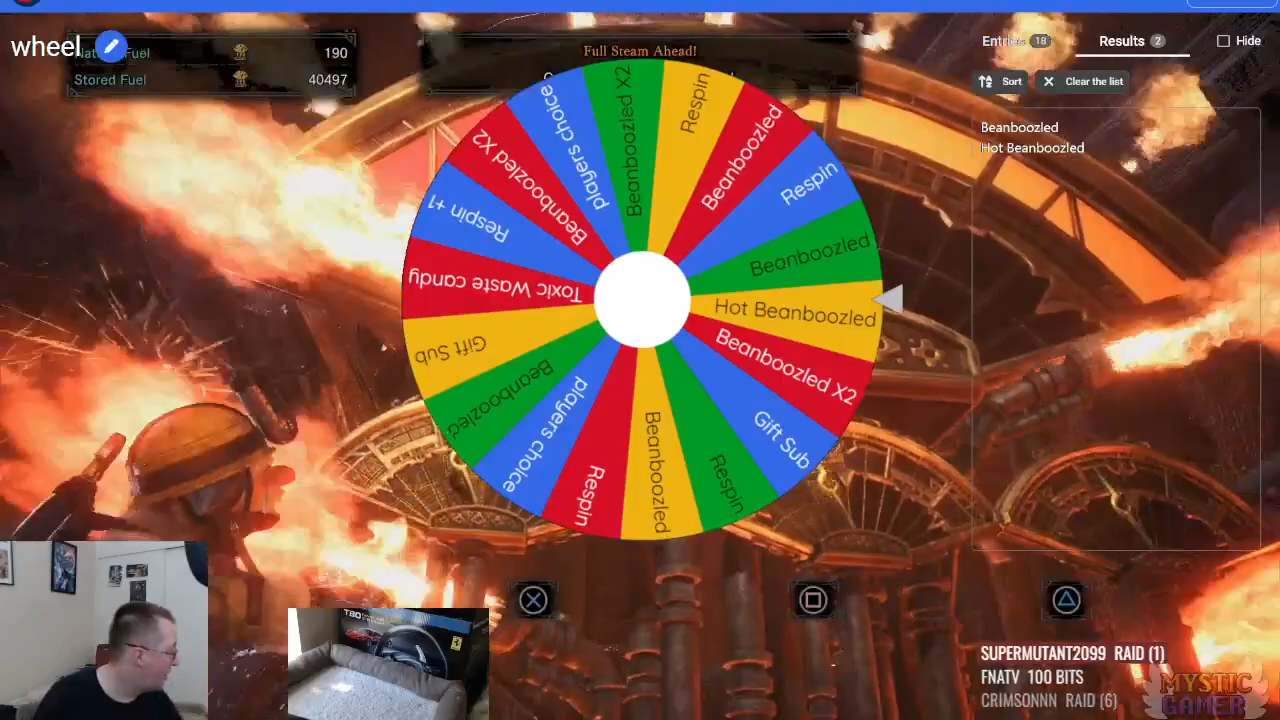 wheel
Fuel
190
Stored Fuel
40497
Full Steam Ahead!
Entries 18
Results 2
Hide
Sort
Clear the list
Beanboozled
Hot Beanboozled
Beanboozled X2
Respin
Beanboozled
Respin
Beanboozled
Hot Beanboozled
Beanboozled X2
Gift Sub
Respin
Beanboozled
Respin
players choice
Beanboozled
Gift Sub
Toxic Waste candy
Respin +1
Beanboozled X2
players choice
T80
SUPERMUTANT2099 RAID (1)
FNATV 100 BITS
CRIMSONNN RAID (6)
MYSTIC
GAMER